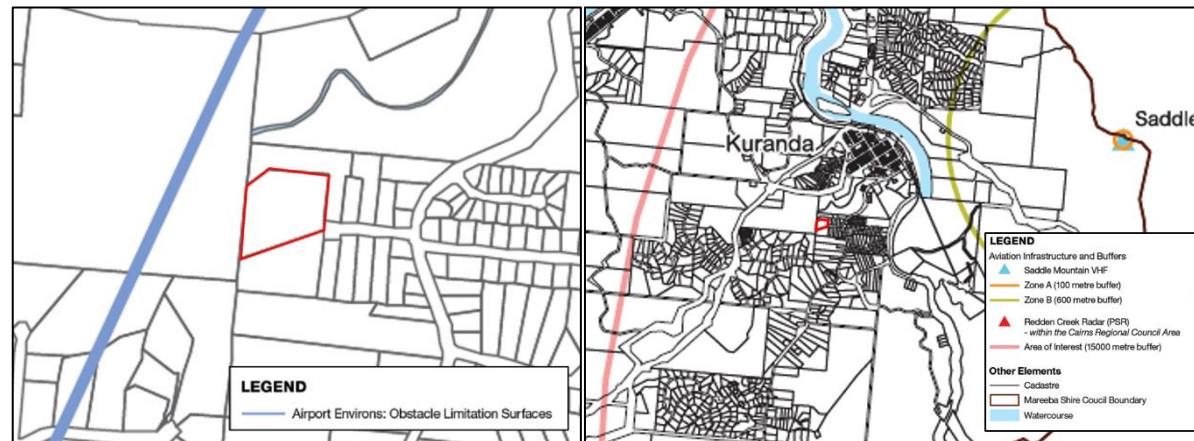 LEGEND
Airport Environs: Obstacle Limitation Surfaces
Kuranda
Saddle
LEGEND
Aviation Infrastructure and Buffers
Saddle Mountain VHF
Zone A (100 metre buffer)
Zone B (600 metre buffer)
Redden Creek Radar (PSR)
- within the Cairns Regional Council Area
Area of Interest (15000 metre buffer)
Other Elements
Cadastre
Mareeba Shire Coucil Boundary
Watercourse